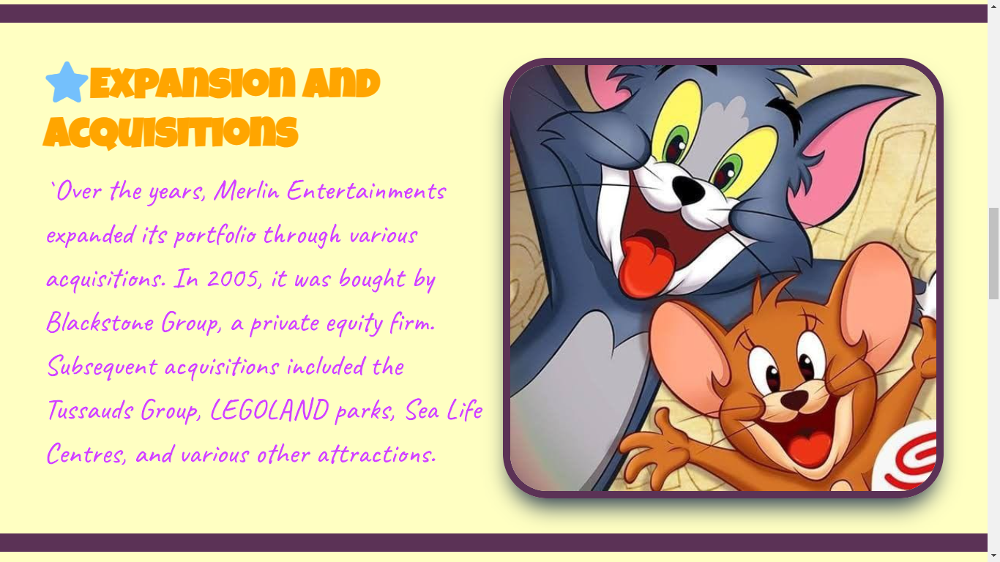 Expansion and
Acquisitions
`Over the years, Merlin Entertainments
expanded its portfolio through various
acquisitions. In 2005, it was bought by
Blackstone Group, a private equity firm.
Subsequent acquisitions included the
Tussauds Group, LEGOLAND parks, Sea Life
Centres, and various other attractions.